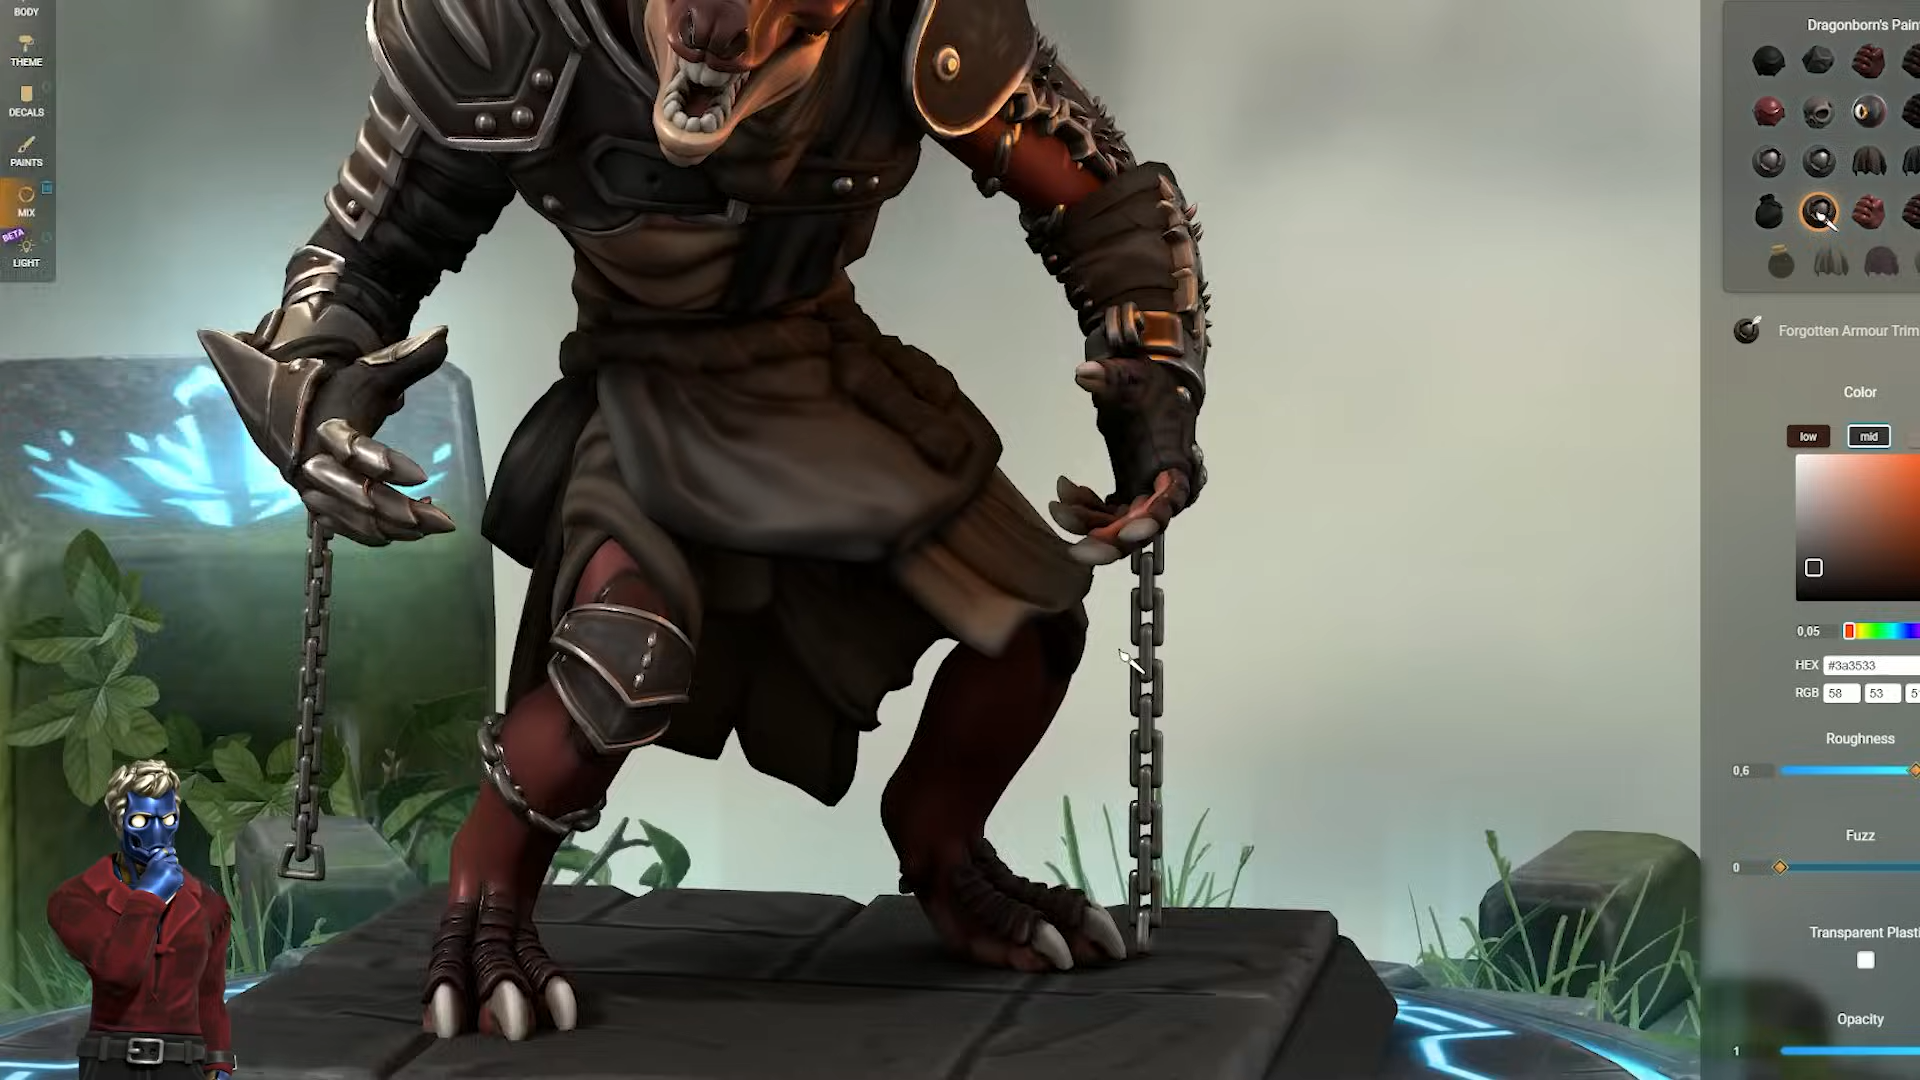 BODY
THEME
DECALS
PAINTS
MIX
BETA
LIGHT
Dragonborn's Pain
Forgotten Armour Trim
Color
low
mid
0,05
HEX #3a3533
RGB 58 53
Roughness
0,6
Fuzz
0
Transparent Plasti
Opacity
1